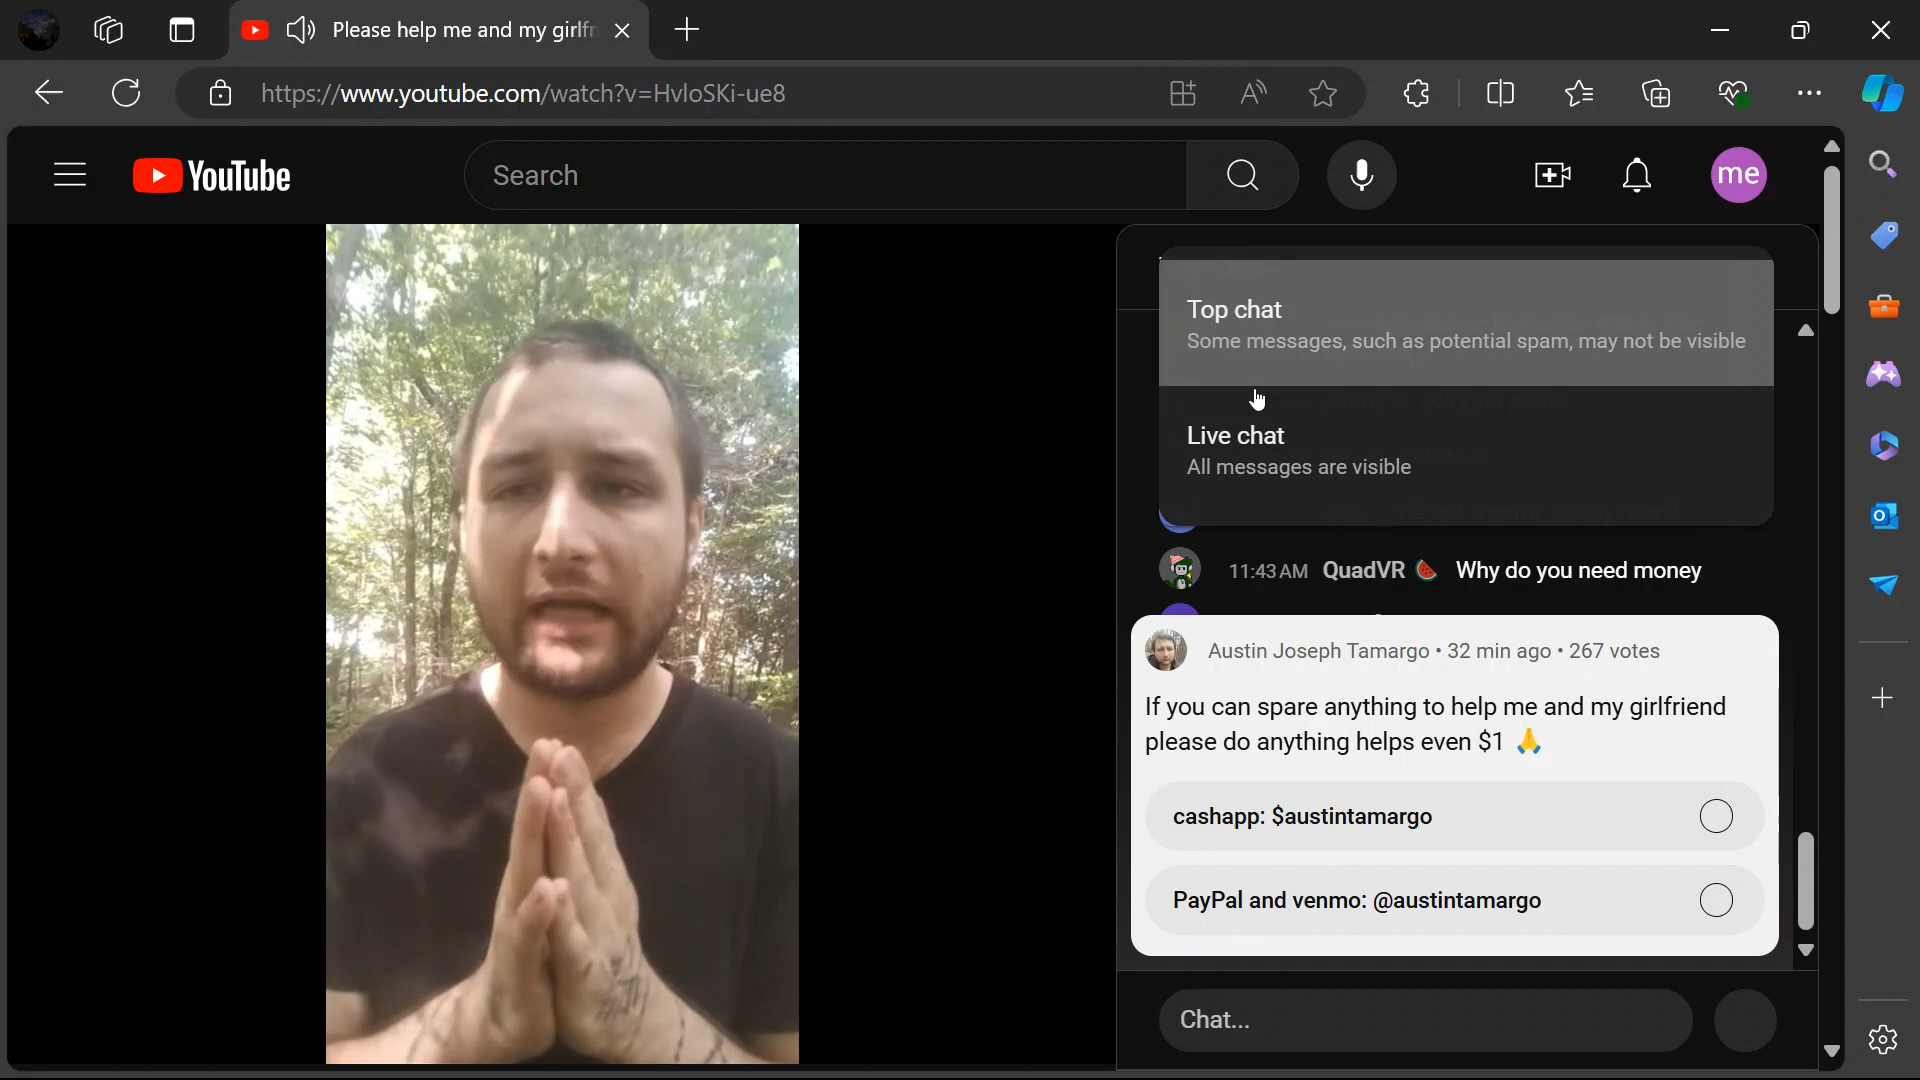 Please help me and my girlfr
https://www.youtube.com/watch?v=HvIoSKi-ue8
YouTube
Search
me
Top chat
Some messages, such as potential spam, may not be visible
Live chat
All messages are visible
11:43 AM QuadVR 🍉 Why do you need money
Austin Joseph Tamargo • 32 min ago • 267 votes
If you can spare anything to help me and my girlfriend
please do anything helps even $1 🙏
cashapp: $austintamargo
PayPal and venmo: @austintamargo
Chat...